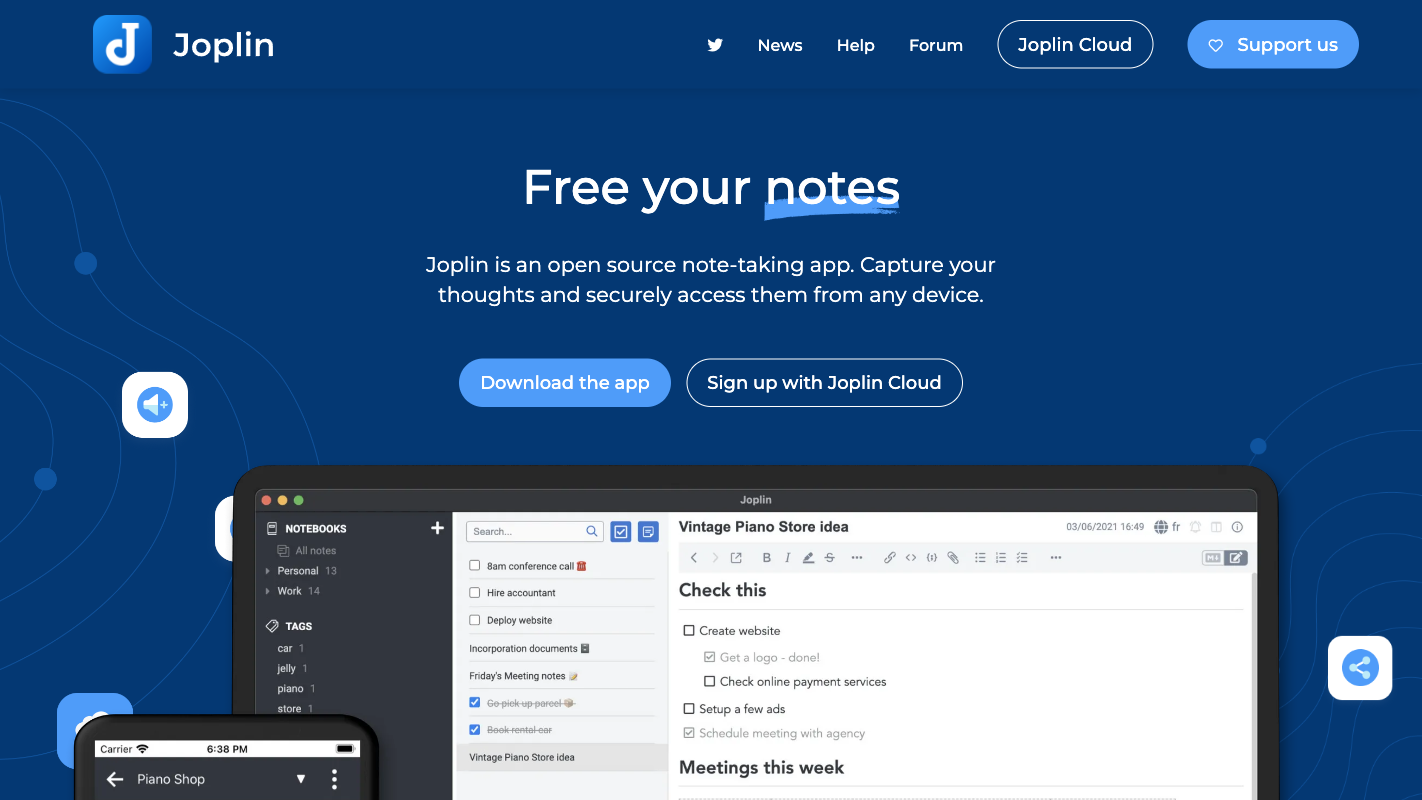 Joplin
News
Help
Forum
Joplin Cloud
Support us
Free your notes
Joplin is an open source note-taking app. Capture your
thoughts and securely access them from any device.
Download the app
Sign up with Joplin Cloud
Joplin
NOTEBOOKS
All notes
Personal 13
Work 14
TAGS
car 1
jelly 1
piano 1
store 1
Search...
8am conference call
Hire accountant
Deploy website
Incorporation documents
Friday's Meeting notes
Go pick up parcel
Book rental car
Vintage Piano Store idea
Vintage Piano Store idea
03/06/2021 16:49
fr
Check this
Create website
Get a logo - done!
Check online payment services
Setup a few ads
Schedule meeting with agency
Meetings this week
Carrier
6:38 PM
Piano Shop